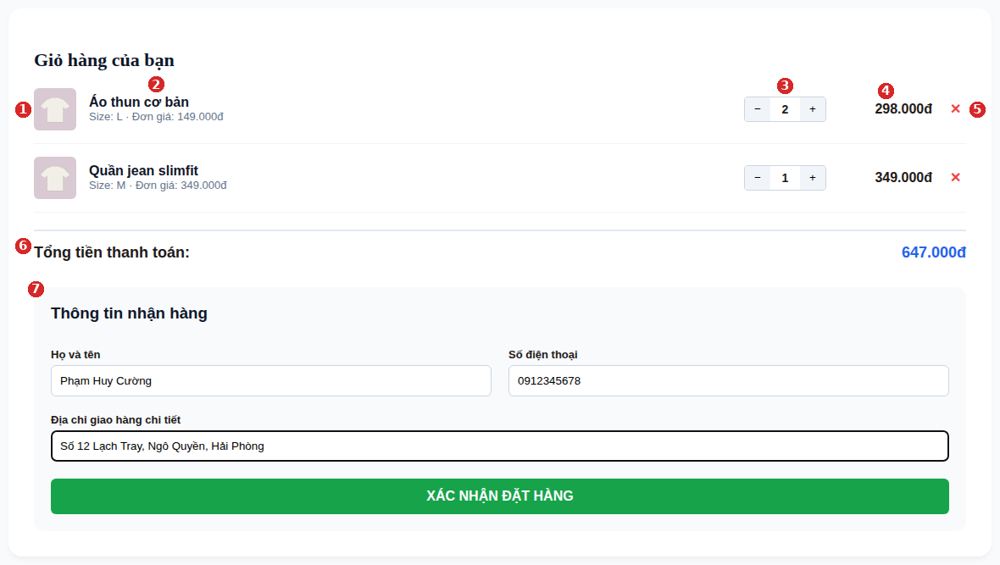 Giỏ hàng của bạn
2
3
4
Áo thun cơ bản
1
Size: L · Đơn giá: 149.000đ
− 2 +
298.000đ
✕
5
Quần jean slimfit
Size: M · Đơn giá: 349.000đ
− 1 +
349.000đ
✕
6
Tổng tiền thanh toán: 647.000đ
7
Thông tin nhận hàng
Họ và tên
Số điện thoại
Phạm Huy Cường
0912345678
Địa chỉ giao hàng chi tiết
Số 12 Lạch Tray, Ngô Quyền, Hải Phòng
XÁC NHẬN ĐẶT HÀNG